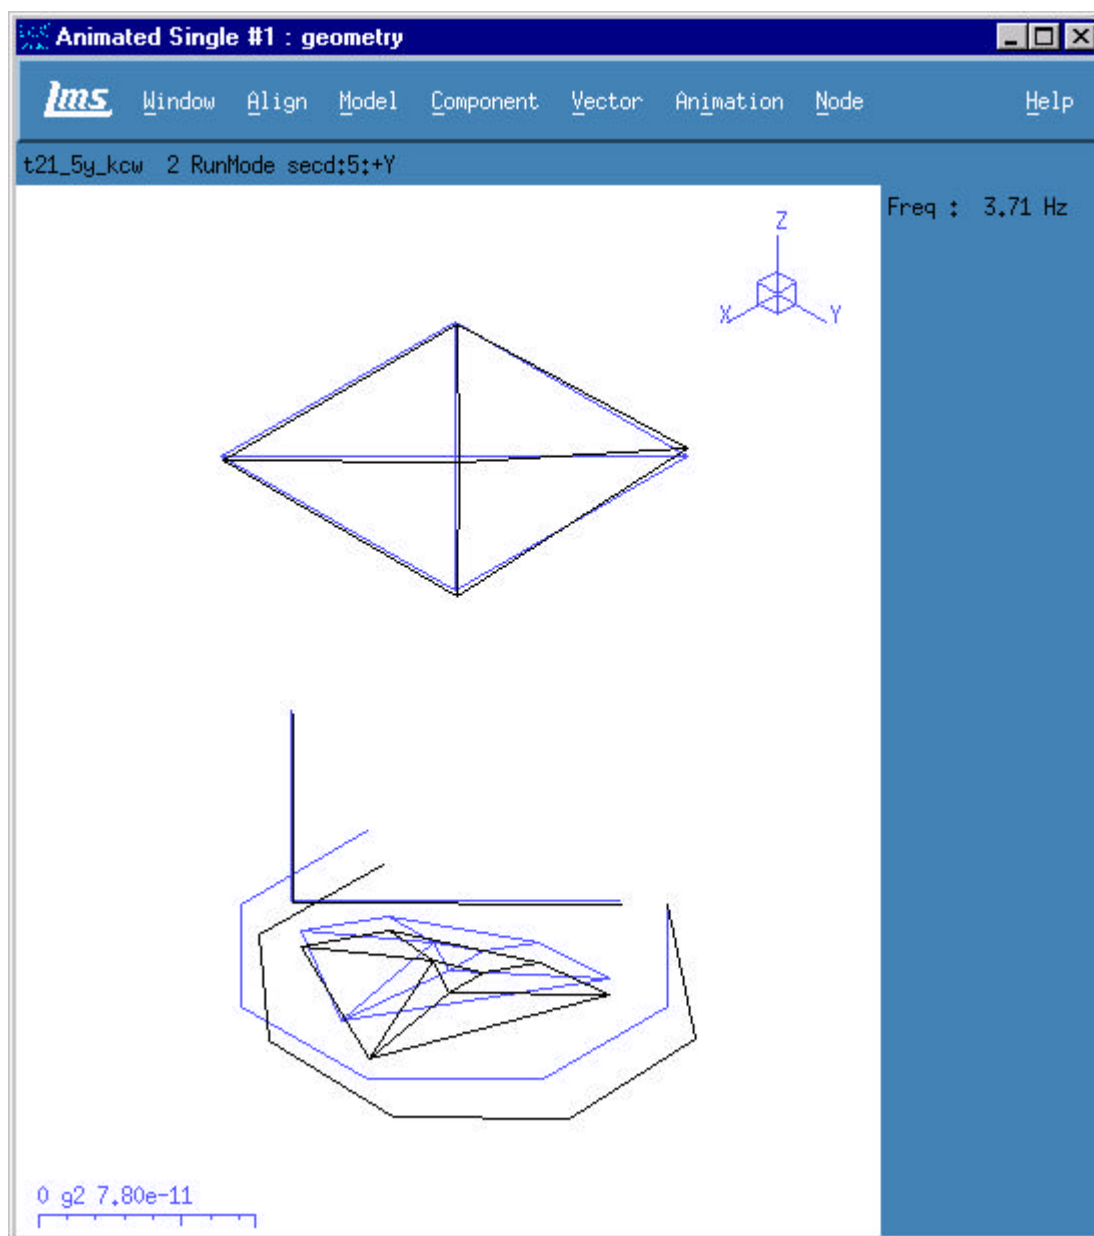 Animated Single #1 : geometry
lms Window Align Model Component Vector Animation Node Help
t21_5y_kcw 2 RunMode secd:5:+Y
Freq : 3.71 Hz
Z
X Y
0 g2 7.80e-11